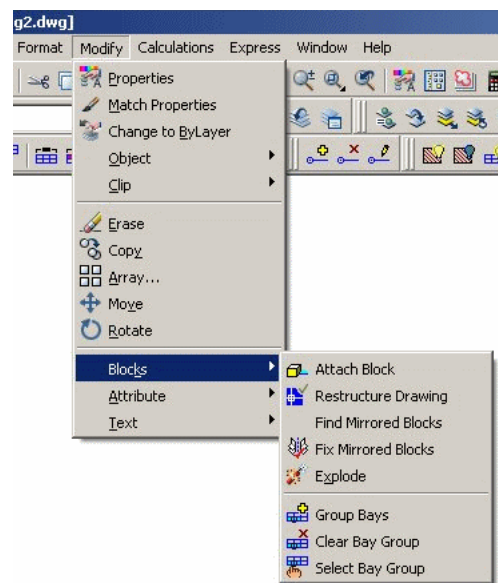 g2.dwg]
Format Modify Calculations Express Window Help
Properties
Match Properties
Change to ByLayer
Object
Clip
Erase
Copy
Array...
Move
Rotate
Blocks
Attribute
Text
Attach Block
Restructure Drawing
Find Mirrored Blocks
Fix Mirrored Blocks
Explode
Group Bays
Clear Bay Group
Select Bay Group